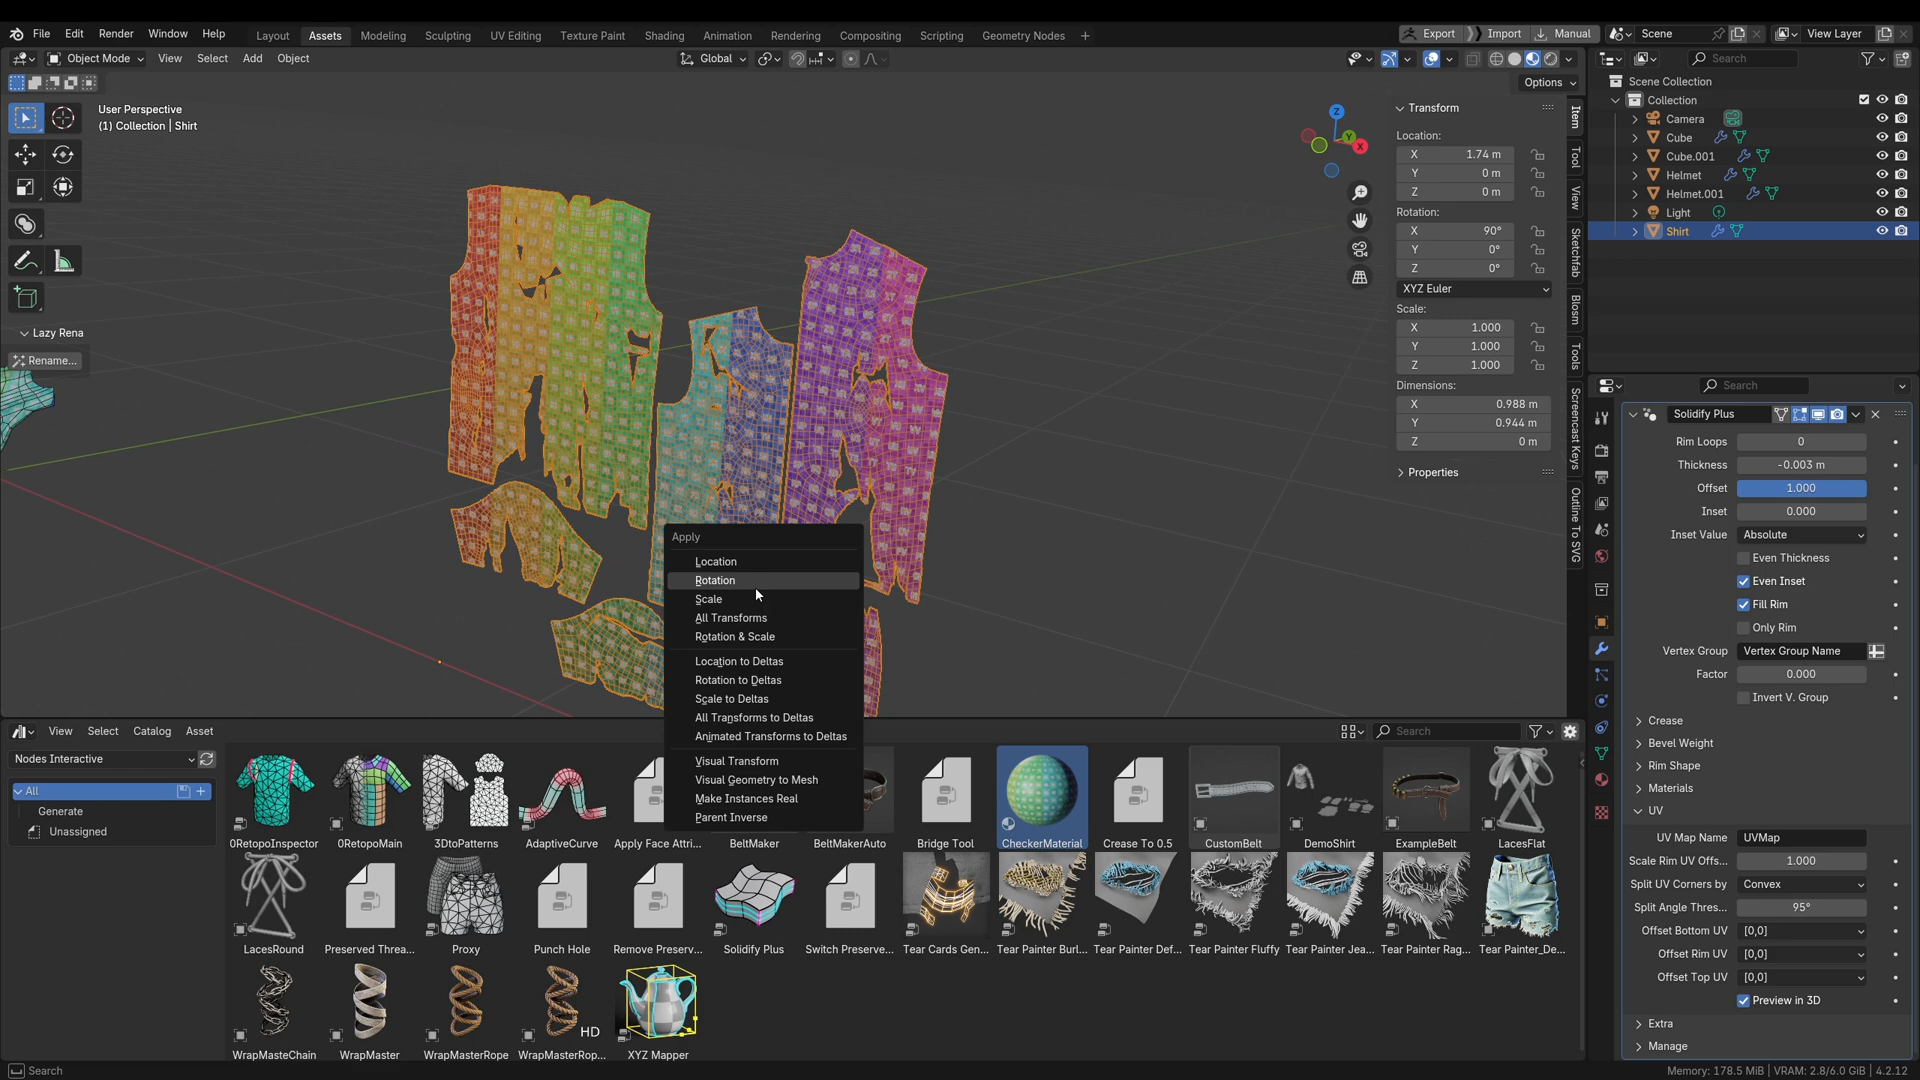 File Edit Render Window Help Layout Assets Modeling Sculpting UV Editing Texture Paint Shading Animation Rendering Compositing Scripting Geometry Nodes + Export Import Manual Scene View Layer
Object Mode View Select Add Object Global Search
Options
User Perspective
(1) Collection | Shirt
Lazy Rena
Rename...
Z
Y
X
Transform
Location:
X 1.74 m
Y 0 m
Z 0 m
Rotation:
X 90°
Y 0°
Z 0°
XYZ Euler
Scale:
X 1.000
Y 1.000
Z 1.000
Dimensions:
X 0.988 m
Y 0.944 m
Z 0 m
Properties
Item
Tool
View
Sketchfab
Blosm
Tools
Screencast Keys
Outline To SVG
Scene Collection
Collection
Camera
Cube
Cube.001
Helmet
Helmet.001
Light
Shirt
Search
Solidify Plus
Rim Loops 0
Thickness -0.003 m
Offset 1.000
Inset 0.000
Inset Value Absolute
Even Thickness
Even Inset
Fill Rim
Only Rim
Vertex Group Vertex Group Name
Factor 0.000
Invert V. Group
Crease
Bevel Weight
Rim Shape
Materials
UV
UV Map Name UVMap
Scale Rim UV Offs... 1.000
Split UV Corners by Convex
Split Angle Thres... 95°
Offset Bottom UV [0,0]
Offset Rim UV [0,0]
Offset Top UV [0,0]
Preview in 3D
Extra
Manage
Apply
Location
Rotation
Scale
All Transforms
Rotation & Scale
Location to Deltas
Rotation to Deltas
Scale to Deltas
All Transforms to Deltas
Animated Transforms to Deltas
Visual Transform
Visual Geometry to Mesh
Make Instances Real
Parent Inverse
View Select Catalog Asset Search
Nodes Interactive
All
Generate
Unassigned
0RetopoInspector 0RetopoMain 3DtoPatterns AdaptiveCurve Apply Face Attri... BeltMaker BeltMakerAuto Bridge Tool CheckerMaterial Crease To 0.5 CustomBelt DemoShirt ExampleBelt LacesFlat
LacesRound Preserved Threa... Proxy Punch Hole Remove Preserv... Solidify Plus Switch Preserve... Tear Cards Gen... Tear Painter Burl... Tear Painter Def... Tear Painter Fluffy Tear Painter Jea... Tear Painter Rag... Tear Painter_De...
HD
WrapMasteChain WrapMaster WrapMasterRope WrapMasterRop... XYZ Mapper
Search Memory: 178.5 MiB | VRAM: 2.8/6.0 GiB | 4.2.12